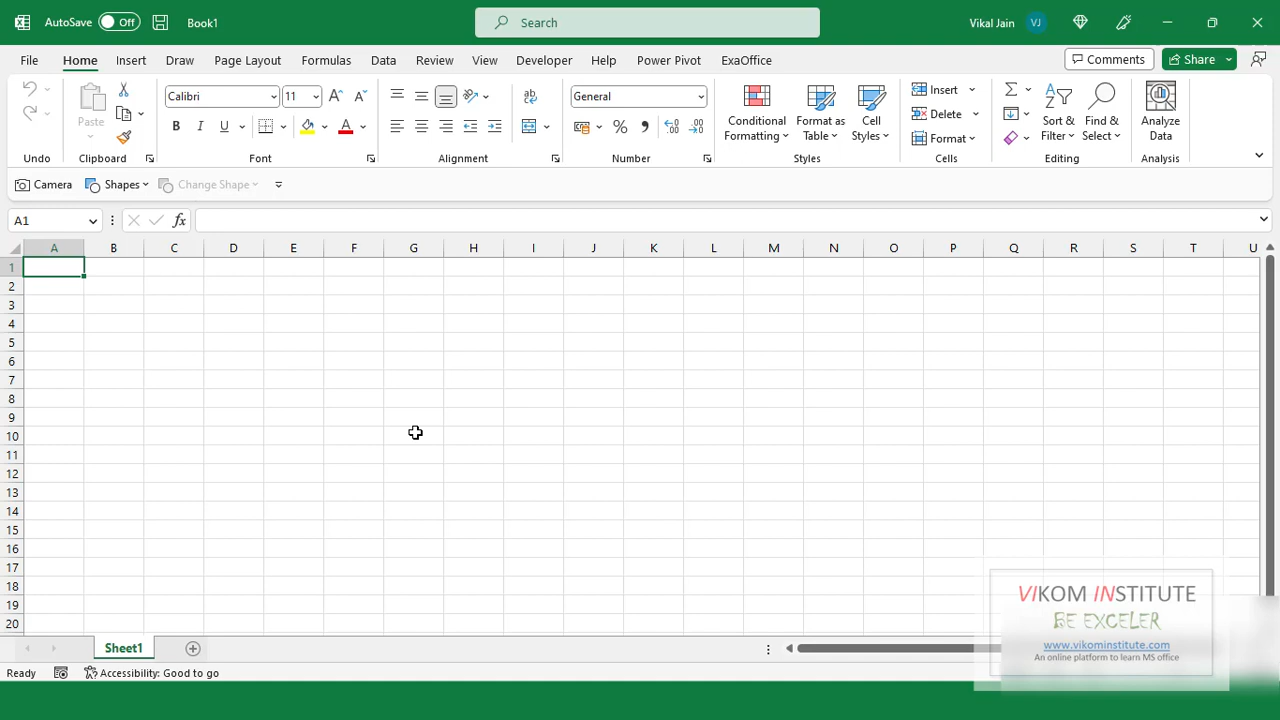 AutoSave Off Book1 Search Vikal Jain VJ
File Home Insert Draw Page Layout Formulas Data Review View Developer Help Power Pivot ExaOffice Comments Share
Paste Calibri 11 General Conditional Formatting Format as Table Cell Styles Insert Delete Format Sort & Filter Find & Select Analyze Data
B I U
Undo Clipboard Font Alignment Number Styles Cells Editing Analysis
Camera Shapes Change Shape
A1 fx
A B C D E F G H I J K L M N O P Q R S T U
1
2
3
4
5
6
7
8
9
10
11
12
13
14
15
16
17
18
19
20
VIKOM INSTITUTE
BE EXCELER
www.vikominstitute.com
An online platform to learn MS office
Sheet1
Ready Accessibility: Good to go